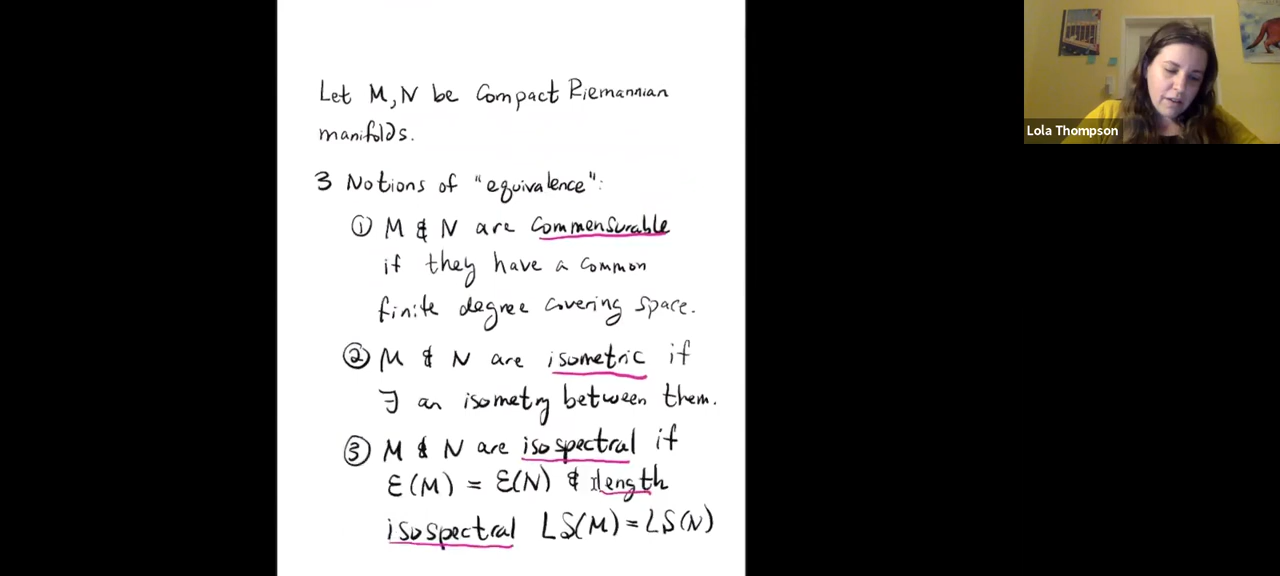 Let M, N be Compact Riemannian
manifolds.
3 Notions of "equivalence":
① M & N are Commensurable
if they have a common
finite degree covering space.
② M & N are isometric if
∃ an isometry between them.
③ M & N are isospectral if
ℇ(M) = ℇ(N) & length
isospectral LS(M) = LS(N)
Lola Thompson